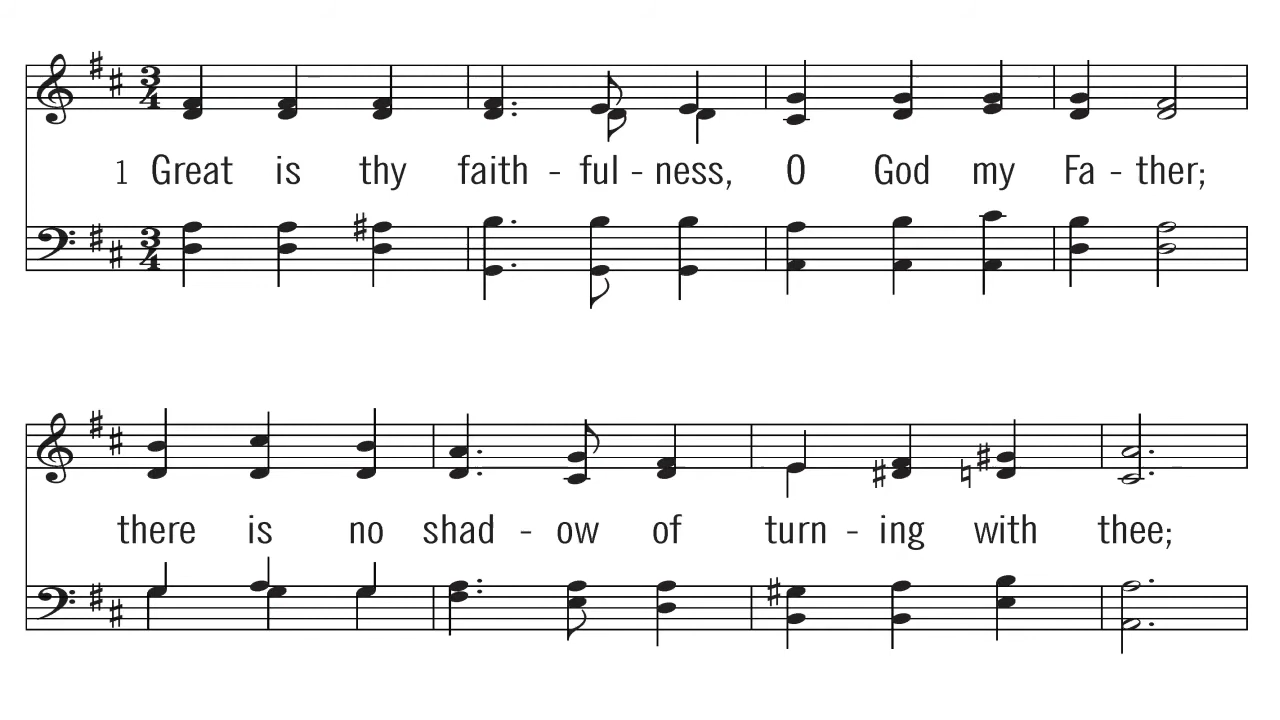 1 Great is thy faith - ful - ness, O God my Fa - ther;
there is no shad - ow of turn - ing with thee;